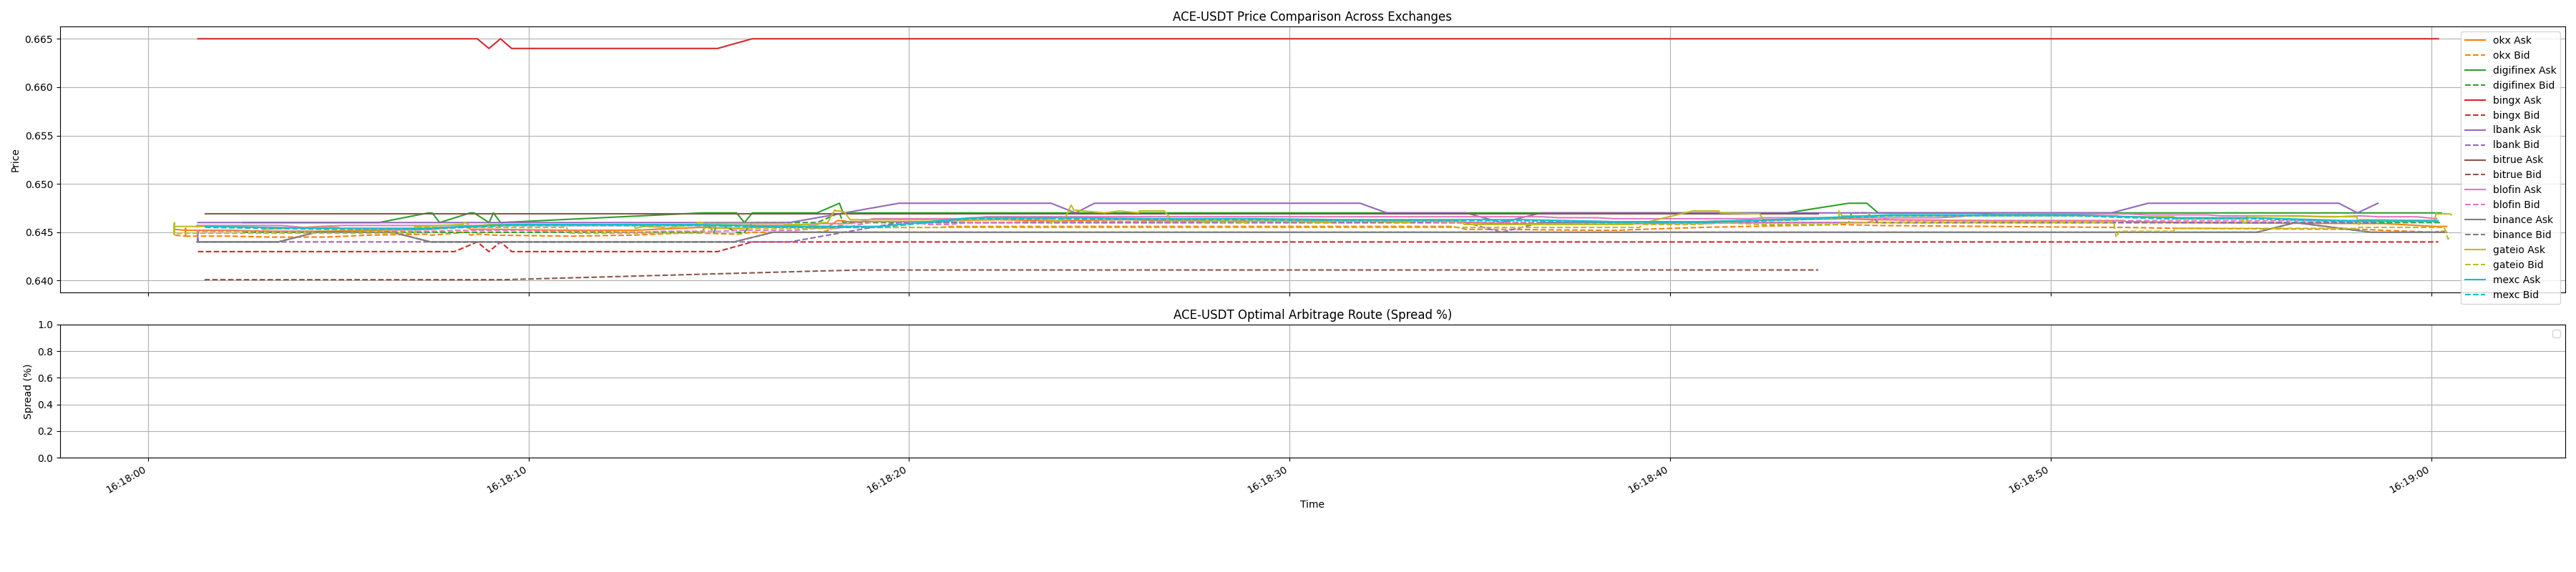 ACE-USDT Price Comparison Across Exchanges
Price
0.665
0.660
0.655
0.650
0.645
0.640
okx Ask
okx Bid
digifinex Ask
digifinex Bid
bingx Ask
bingx Bid
lbank Ask
lbank Bid
bitrue Ask
bitrue Bid
blofin Ask
blofin Bid
binance Ask
binance Bid
gateio Ask
gateio Bid
mexc Ask
mexc Bid
ACE-USDT Optimal Arbitrage Route (Spread %)
Spread (%)
1.0
0.8
0.6
0.4
0.2
0.0
16:18:00
16:18:10
16:18:20
16:18:30
16:18:40
16:18:50
16:19:00
Time